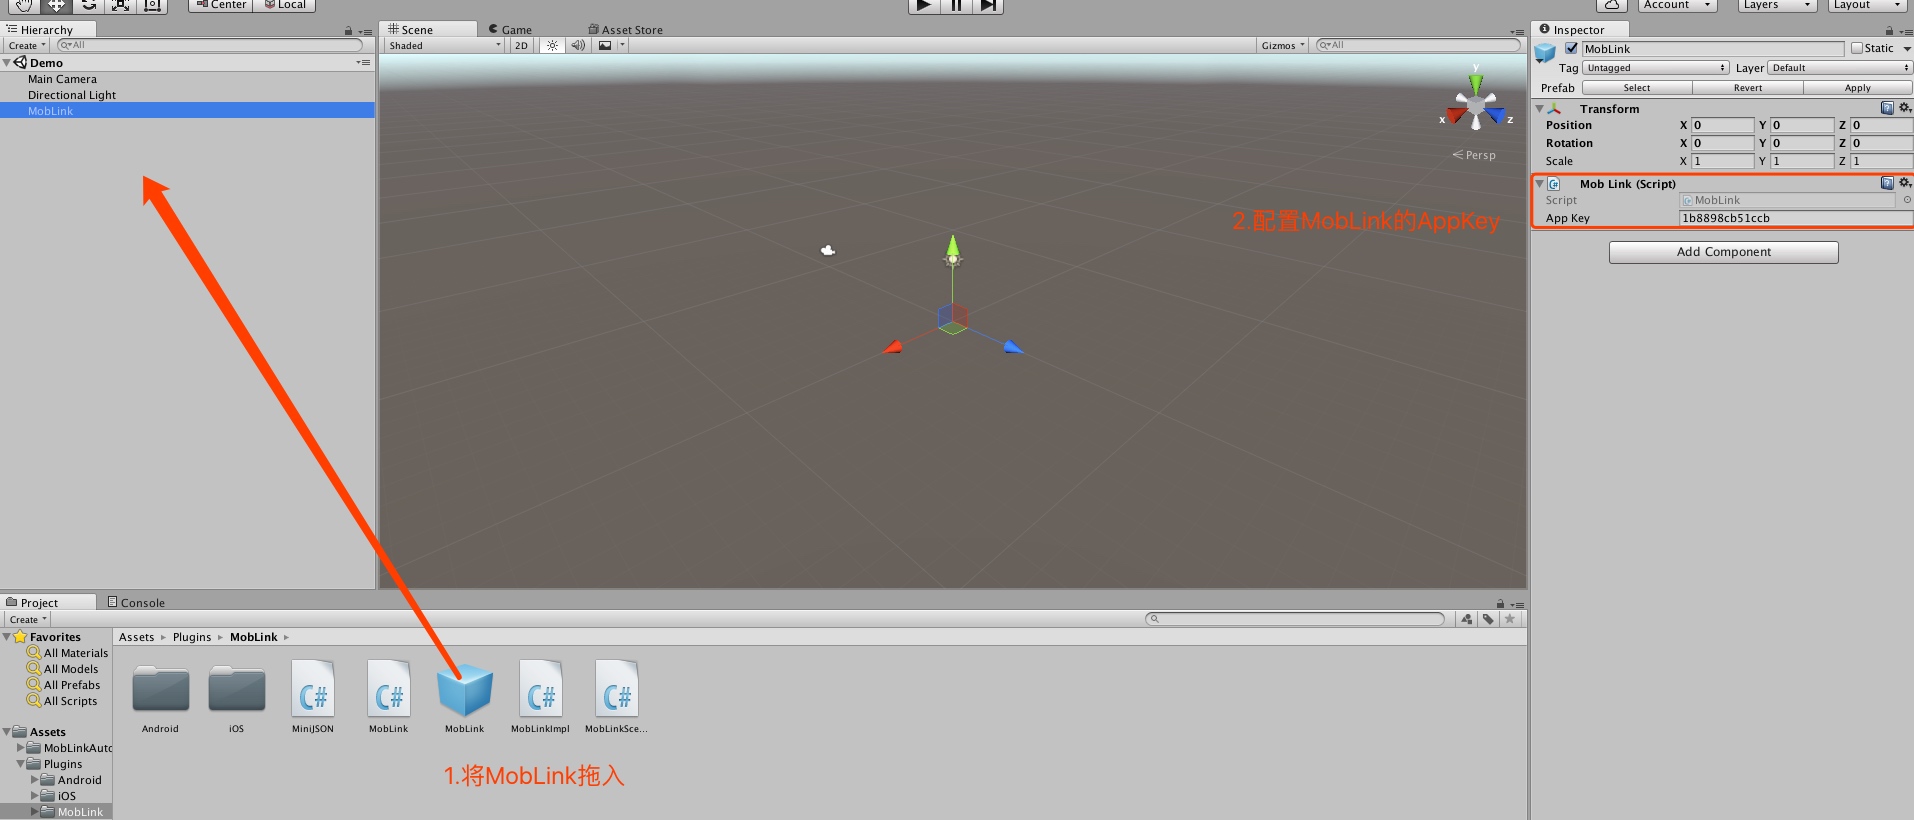 Center
Local
Account
Layers
Layout
Hierarchy
Create
All
Demo
Main Camera
Directional Light
MobLink
Scene
Game
Asset Store
Shaded
2D
Gizmos
All
y
x
z
Persp
2.配置MobLink的AppKey
Inspector
MobLink
Static
Tag
Untagged
Layer
Default
Prefab
Select
Revert
Apply
Transform
Position
X
0
Y
0
Z
0
Rotation
X
0
Y
0
Z
0
Scale
X
1
Y
1
Z
1
C#
Mob Link (Script)
Script
MobLink
App Key
1b8898cb51ccb
Add Component
Project
Console
Create
Favorites
All Materials
All Models
All Prefabs
All Scripts
Assets
MobLinkAuto
Plugins
Android
iOS
MobLink
Assets
Plugins
MobLink
C#
C#
C#
C#
Android
iOS
MiniJSON
MobLink
MobLink
MobLinkImpl
MobLinkSce...
1.将MobLink拖入